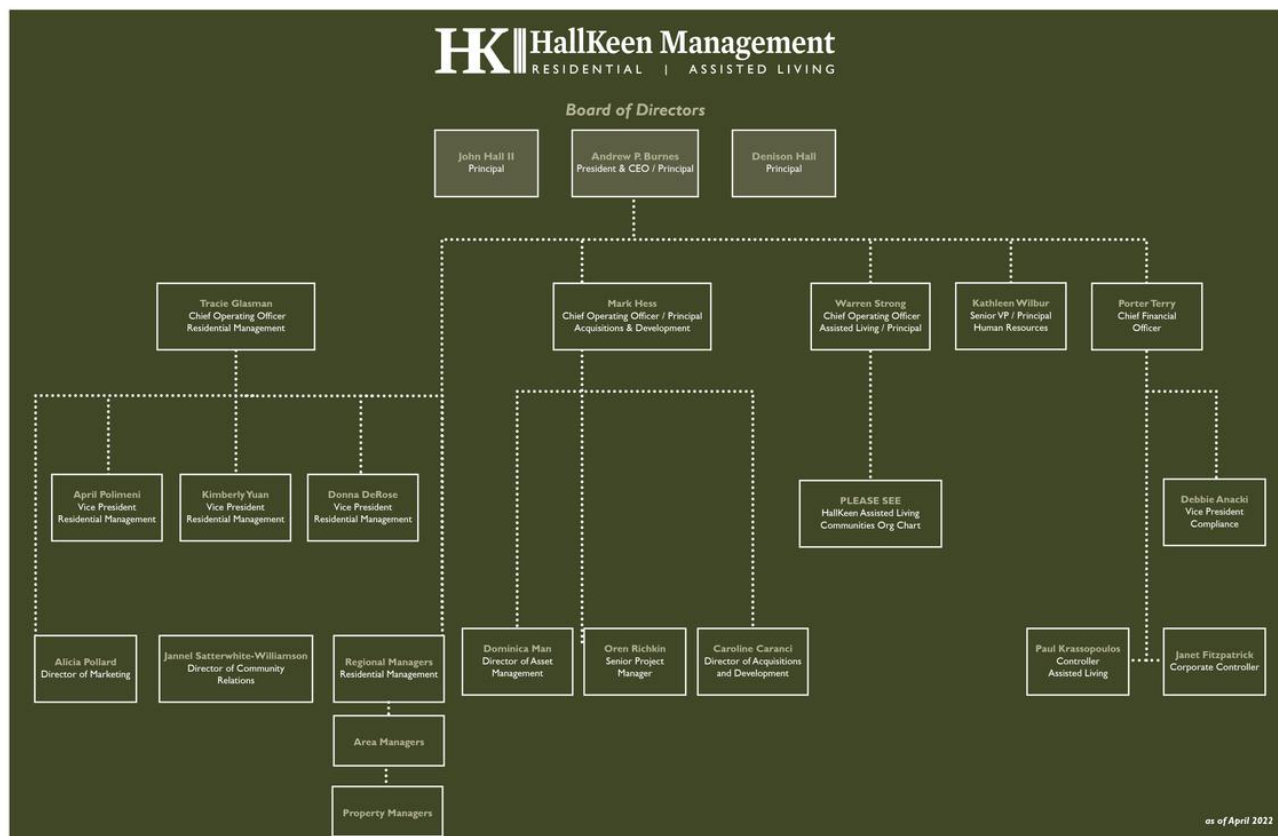 HK HallKeen Management
RESIDENTIAL | ASSISTED LIVING
Board of Directors
John Hall II
Principal
Andrew P. Burnes
President & CEO / Principal
Denison Hall
Principal
Tracie Glasman
Chief Operating Officer
Residential Management
Mark Hess
Chief Operating Officer / Principal
Acquisitions & Development
Warren Strong
Chief Operating Officer
Assisted Living / Principal
Kathleen Wilbur
Senior VP / Principal
Human Resources
Porter Terry
Chief Financial
Officer
April Polimeni
Vice President
Residential Management
Kimberly Yuan
Vice President
Residential Management
Donna DeRose
Vice President
Residential Management
PLEASE SEE
HallKeen Assisted Living
Communities Org Chart
Debbie Anacki
Vice President
Compliance
Alicia Pollard
Director of Marketing
Jannel Satterwhite-Williamson
Director of Community
Relations
Regional Managers
Residential Management
Dominica Man
Director of Asset
Management
Oren Richkin
Senior Project
Manager
Caroline Caranci
Director of Acquisitions
and Development
Paul Krassopoulos
Controller
Assisted Living
Janet Fitzpatrick
Corporate Controller
Area Managers
Property Managers
as of April 2022